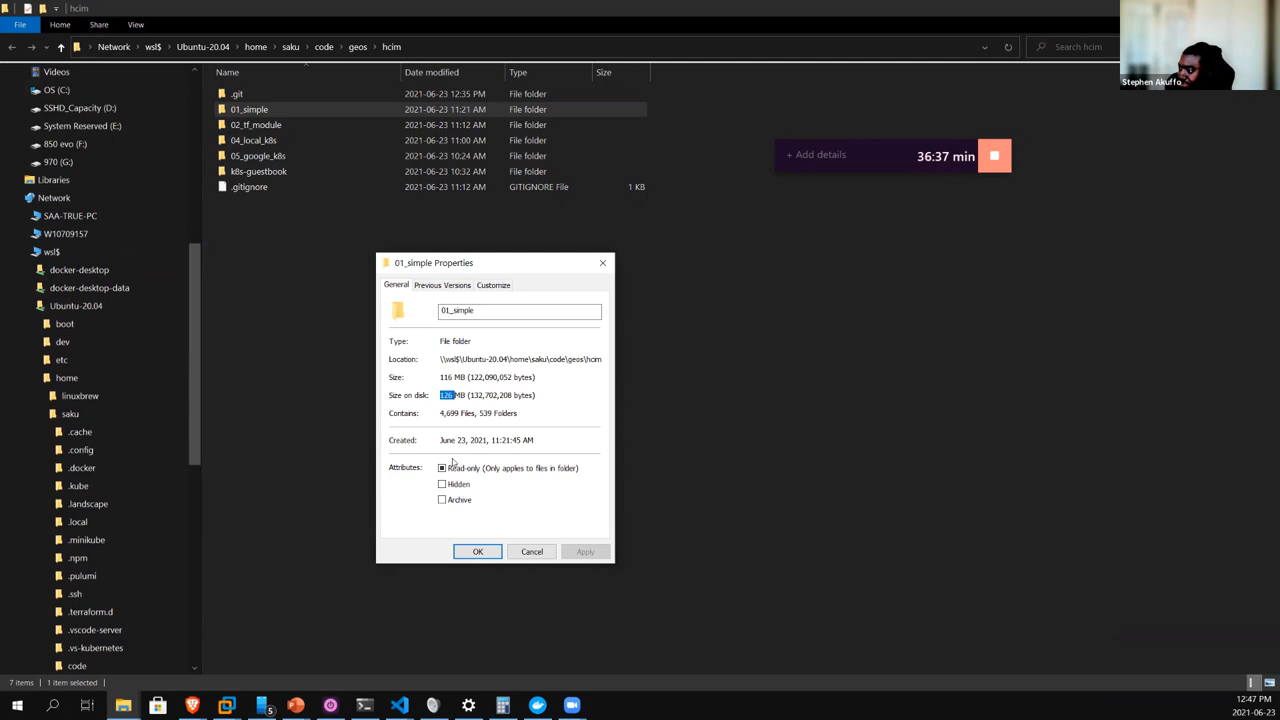 hcim
File Home Share View
Network wsl$ Ubuntu-20.04 home saku code geos hcim
Search hcim
Stephen Akuffo
Name Date modified Type Size
Videos
OS (C:)
SSHD_Capacity (D:)
System Reserved (E:)
850 evo (F:)
970 (G:)
Libraries
Network
SAA-TRUE-PC
W10709157
wsl$
docker-desktop
docker-desktop-data
Ubuntu-20.04
boot
dev
etc
home
linuxbrew
saku
.cache
.config
.docker
.kube
.landscape
.local
.minikube
.npm
.pulumi
.ssh
.terraform.d
.vscode-server
.vs-kubernetes
code
.git 2021-06-23 12:35 PM File folder
01_simple 2021-06-23 11:21 AM File folder
02_tf_module 2021-06-23 11:12 AM File folder
04_local_k8s 2021-06-23 11:00 AM File folder
05_google_k8s 2021-06-23 10:24 AM File folder
k8s-guestbook 2021-06-23 10:32 AM File folder
.gitignore 2021-06-23 11:12 AM GITIGNORE File 1 KB
+ Add details 36:37 min
01_simple Properties
General Previous Versions Customize
01_simple
Type: File folder
Location: \\wsl$\Ubuntu-20.04\home\saku\code\geos\hcim
Size: 116 MB (122,090,052 bytes)
Size on disk: 126 MB (132,702,208 bytes)
Contains: 4,699 Files, 539 Folders
Created: June 23, 2021, 11:21:45 AM
Attributes: Read-only (Only applies to files in folder)
Hidden
Archive
OK Cancel Apply
7 items 1 item selected
5
12:47 PM
2021-06-23